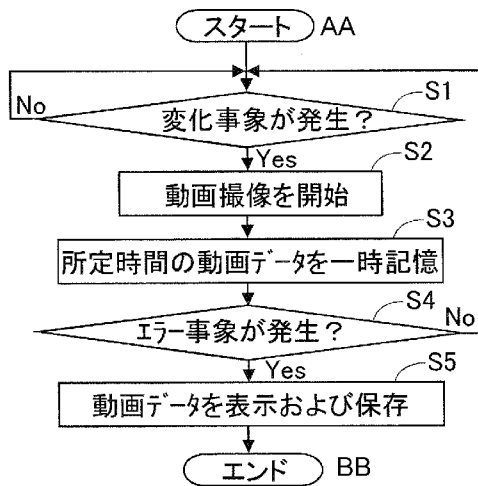 スタート AA
No
変化事象が発生？ S1
Yes
動画撮像を開始 S2
所定時間の動画データを一時記憶 S3
エラー事象が発生？ S4
No
Yes
動画データを表示および保存 S5
エンド BB